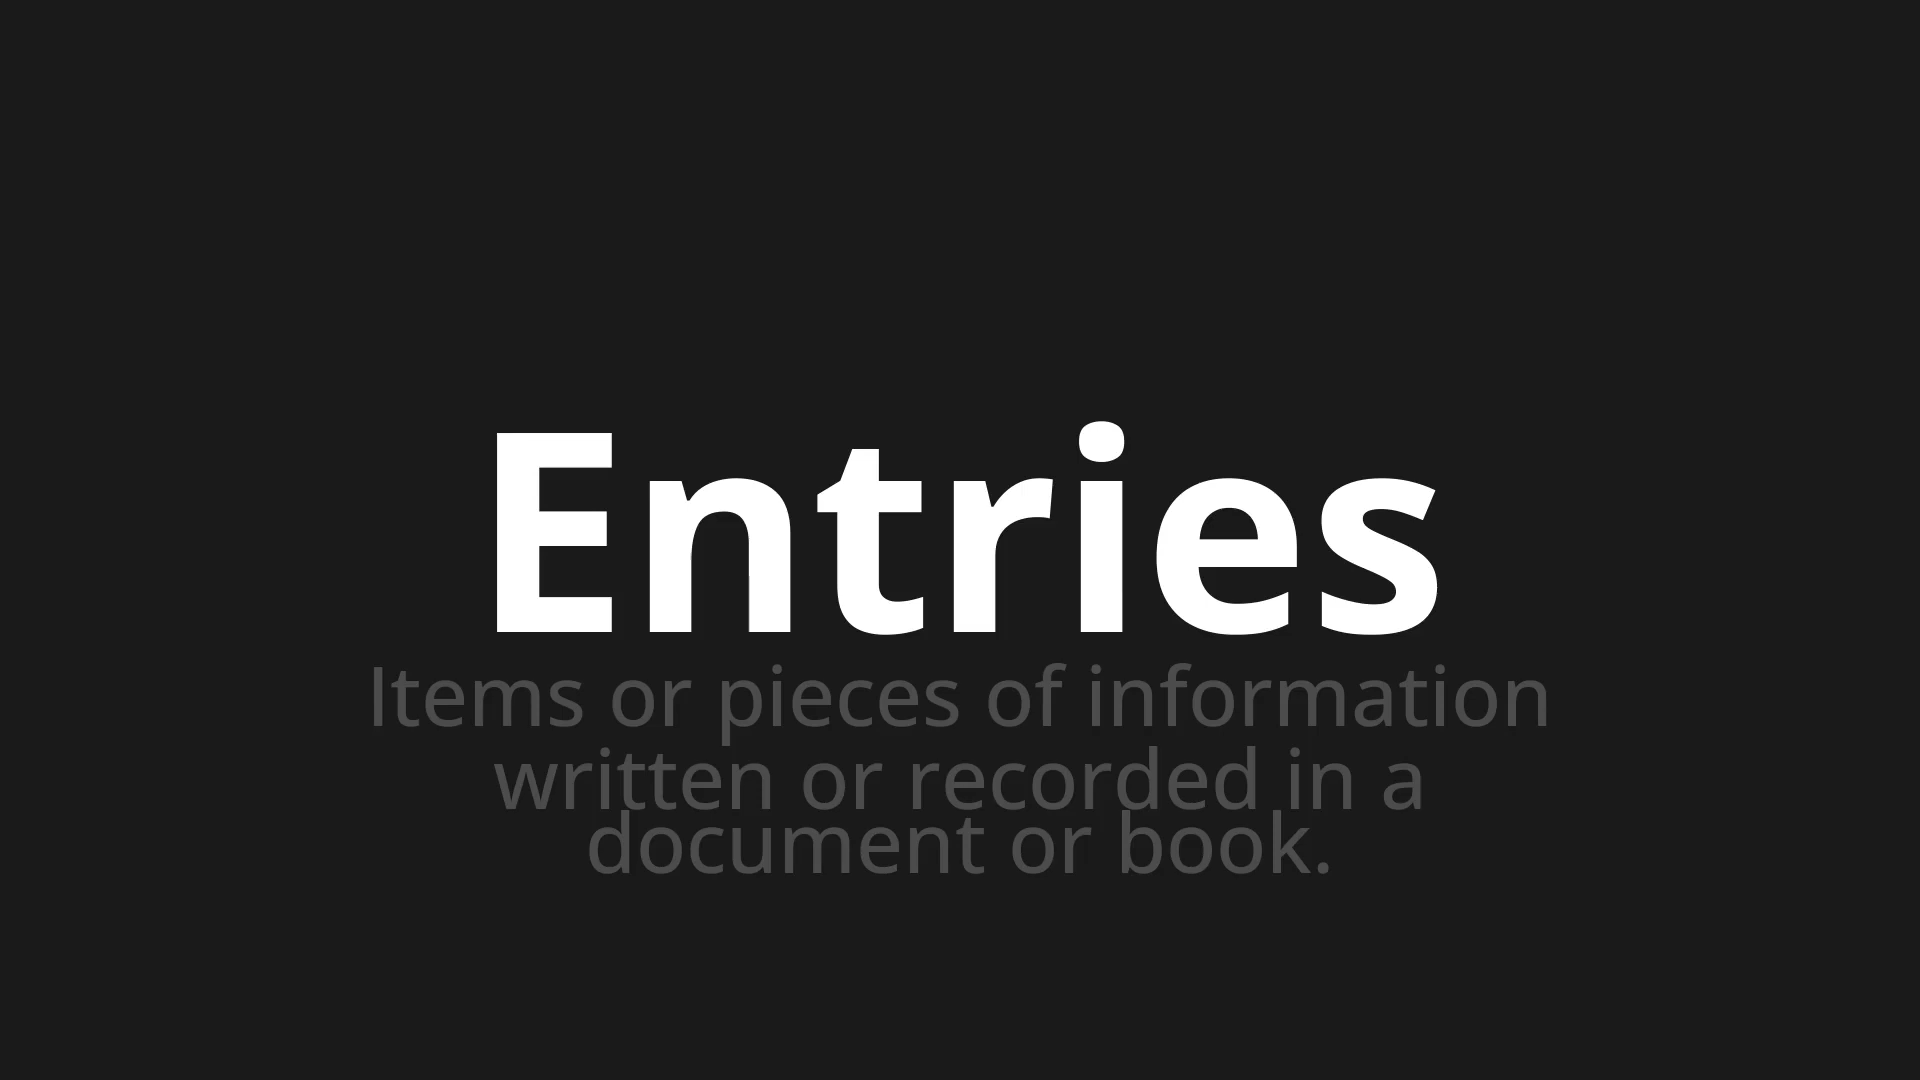 Entries
Items or pieces of information
written or recorded in a
document or book.